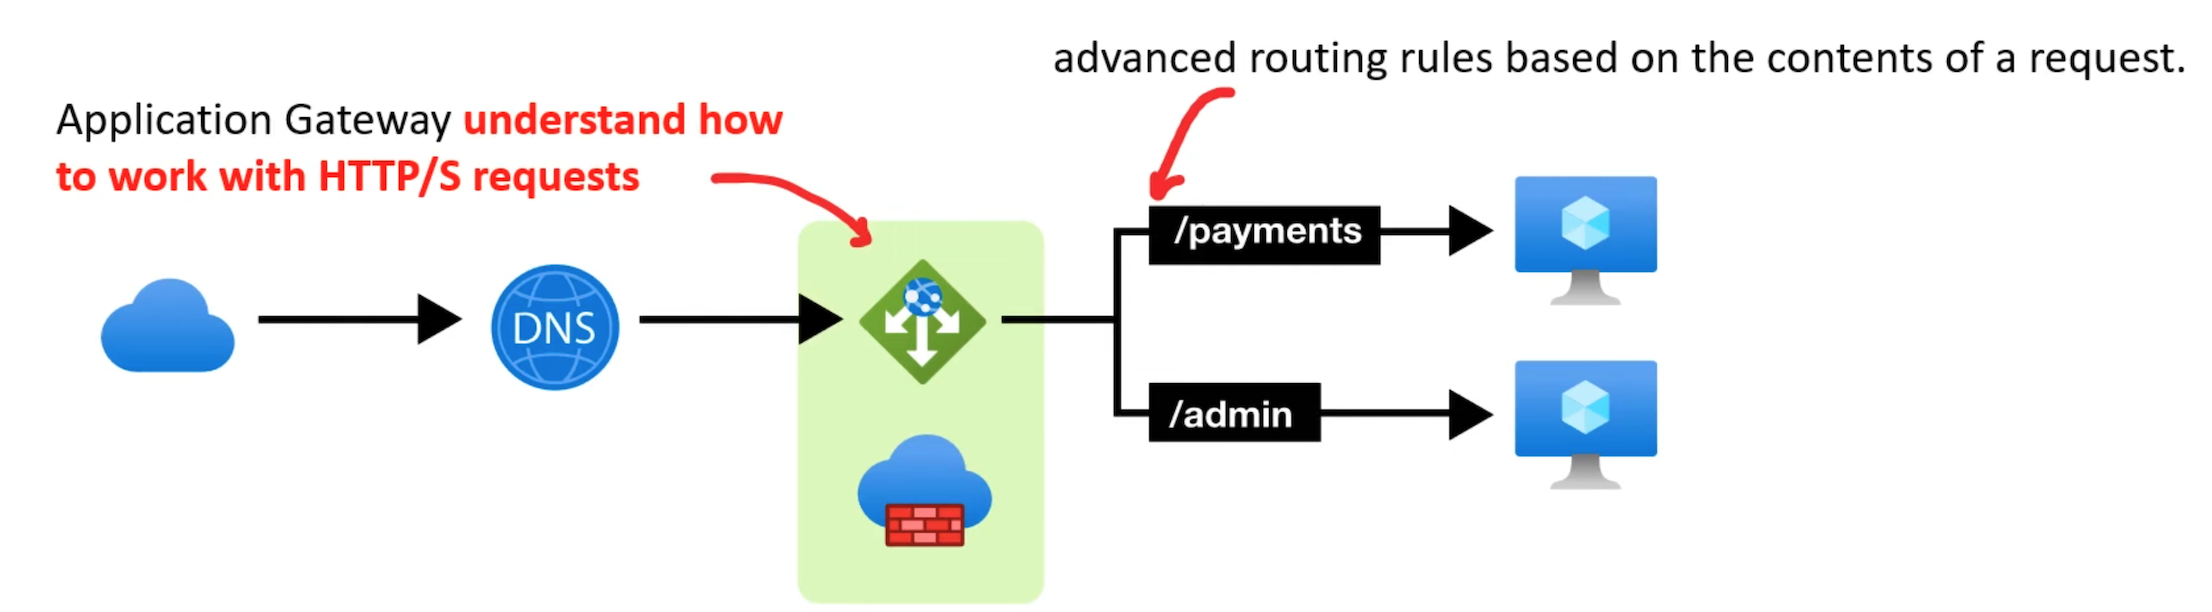 advanced routing rules based on the contents of a request.
Application Gateway understand how
to work with HTTP/S requests
/payments
DNS
/admin